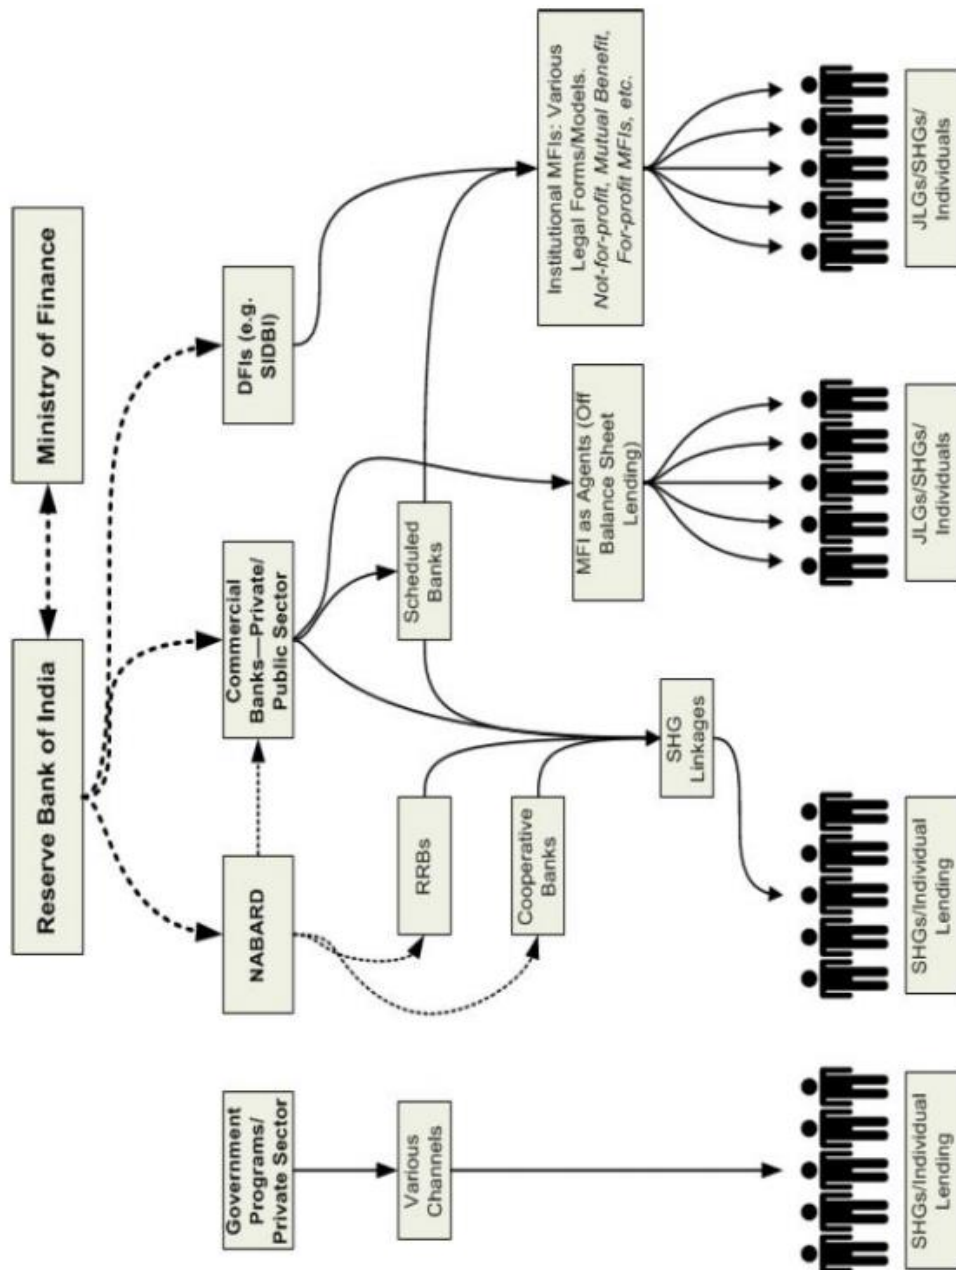 Reserve Bank of India
Ministry of Finance
Government
Programs/
Private Sector
NABARD
Commercial
Banks—Private/
Public Sector
DFIs (e.g.
SIDBI)
Various
Channels
RRBs
Scheduled
Banks
Cooperative
Banks
Institutional MFIs: Various
Legal Forms/Models.
Not-for-profit, Mutual Benefit,
For-profit MFIs, etc.
MFI as Agents (Off
Balance Sheet
Lending)
SHG
Linkages
SHGs/Individual
Lending
SHGs/Individual
Lending
JLGs/SHGs/
Individuals
JLGs/SHGs/
Individuals